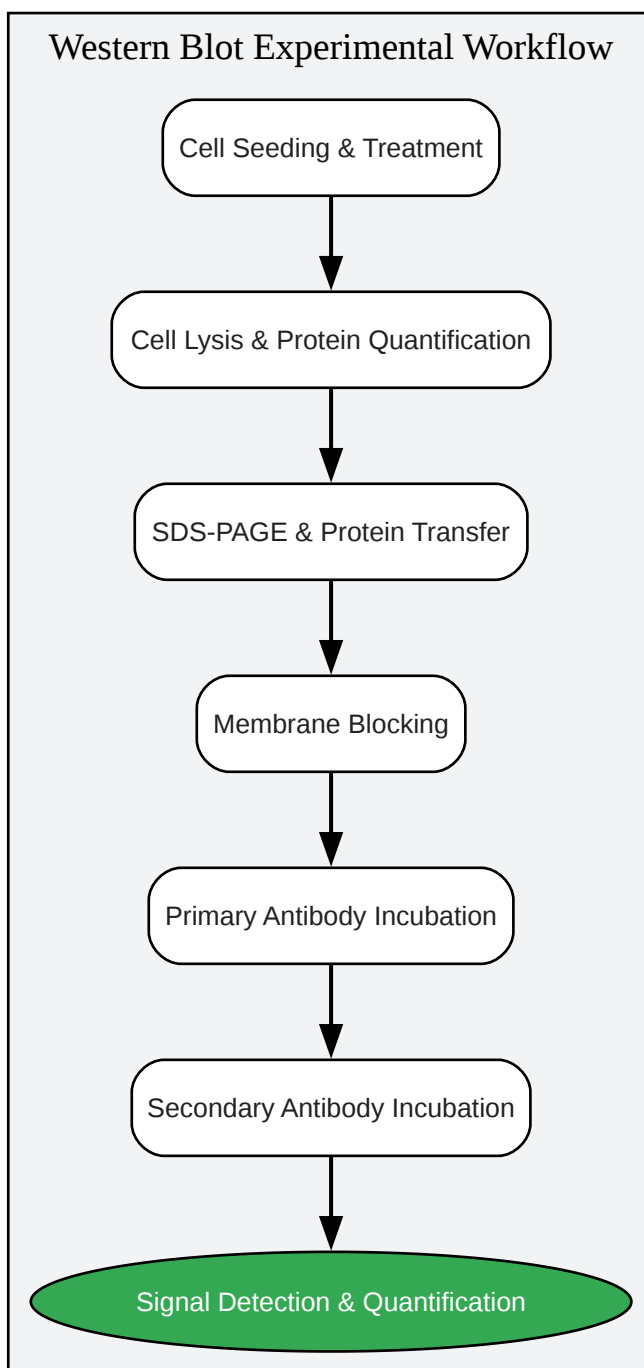 Western Blot Experimental Workflow
Cell Seeding & Treatment
Cell Lysis & Protein Quantification
SDS-PAGE & Protein Transfer
Membrane Blocking
Primary Antibody Incubation
Secondary Antibody Incubation
Signal Detection & Quantification